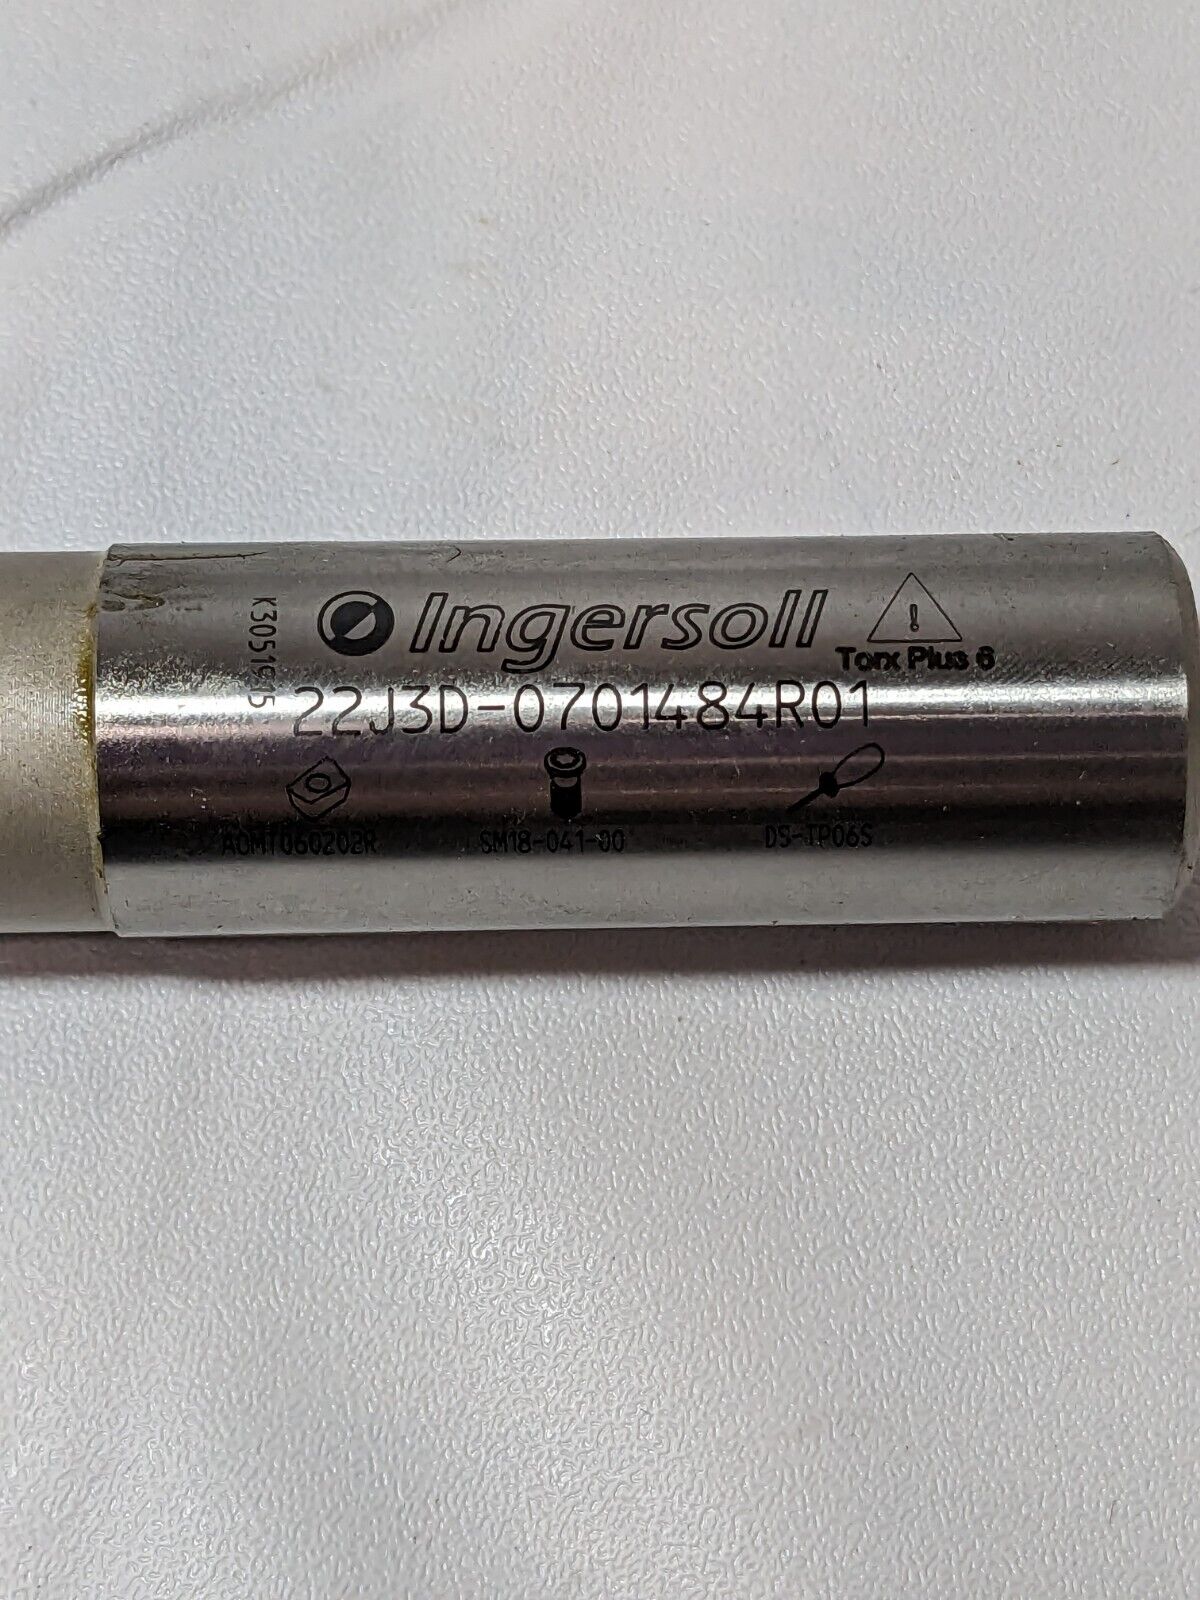 Ingersoll
!
Torx Plus 6
K3051915
22J3D-0701484R01
AOMT060202R
SM18-041-00
DS-TP06S